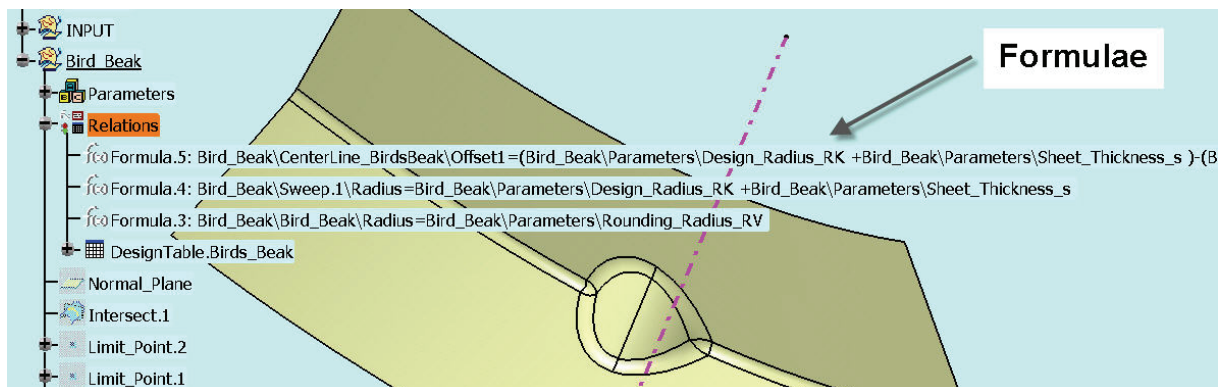 INPUT
Bird_Beak
Formulae
Parameters
Relations
Formula.5: Bird_Beak\CenterLine_BirdsBeak\Offset1=(Bird_Beak\Parameters\Design_Radius_RK +Bird_Beak\Parameters\Sheet_Thickness_s )-(B
Formula.4: Bird_Beak\Sweep.1\Radius=Bird_Beak\Parameters\Design_Radius_RK +Bird_Beak\Parameters\Sheet_Thickness_s
Formula.3: Bird_Beak\Bird_Beak\Radius=Bird_Beak\Parameters\Rounding_Radius_RV
DesignTable.Birds_Beak
Normal_Plane
Intersect.1
Limit_Point.2
Limit_Point.1